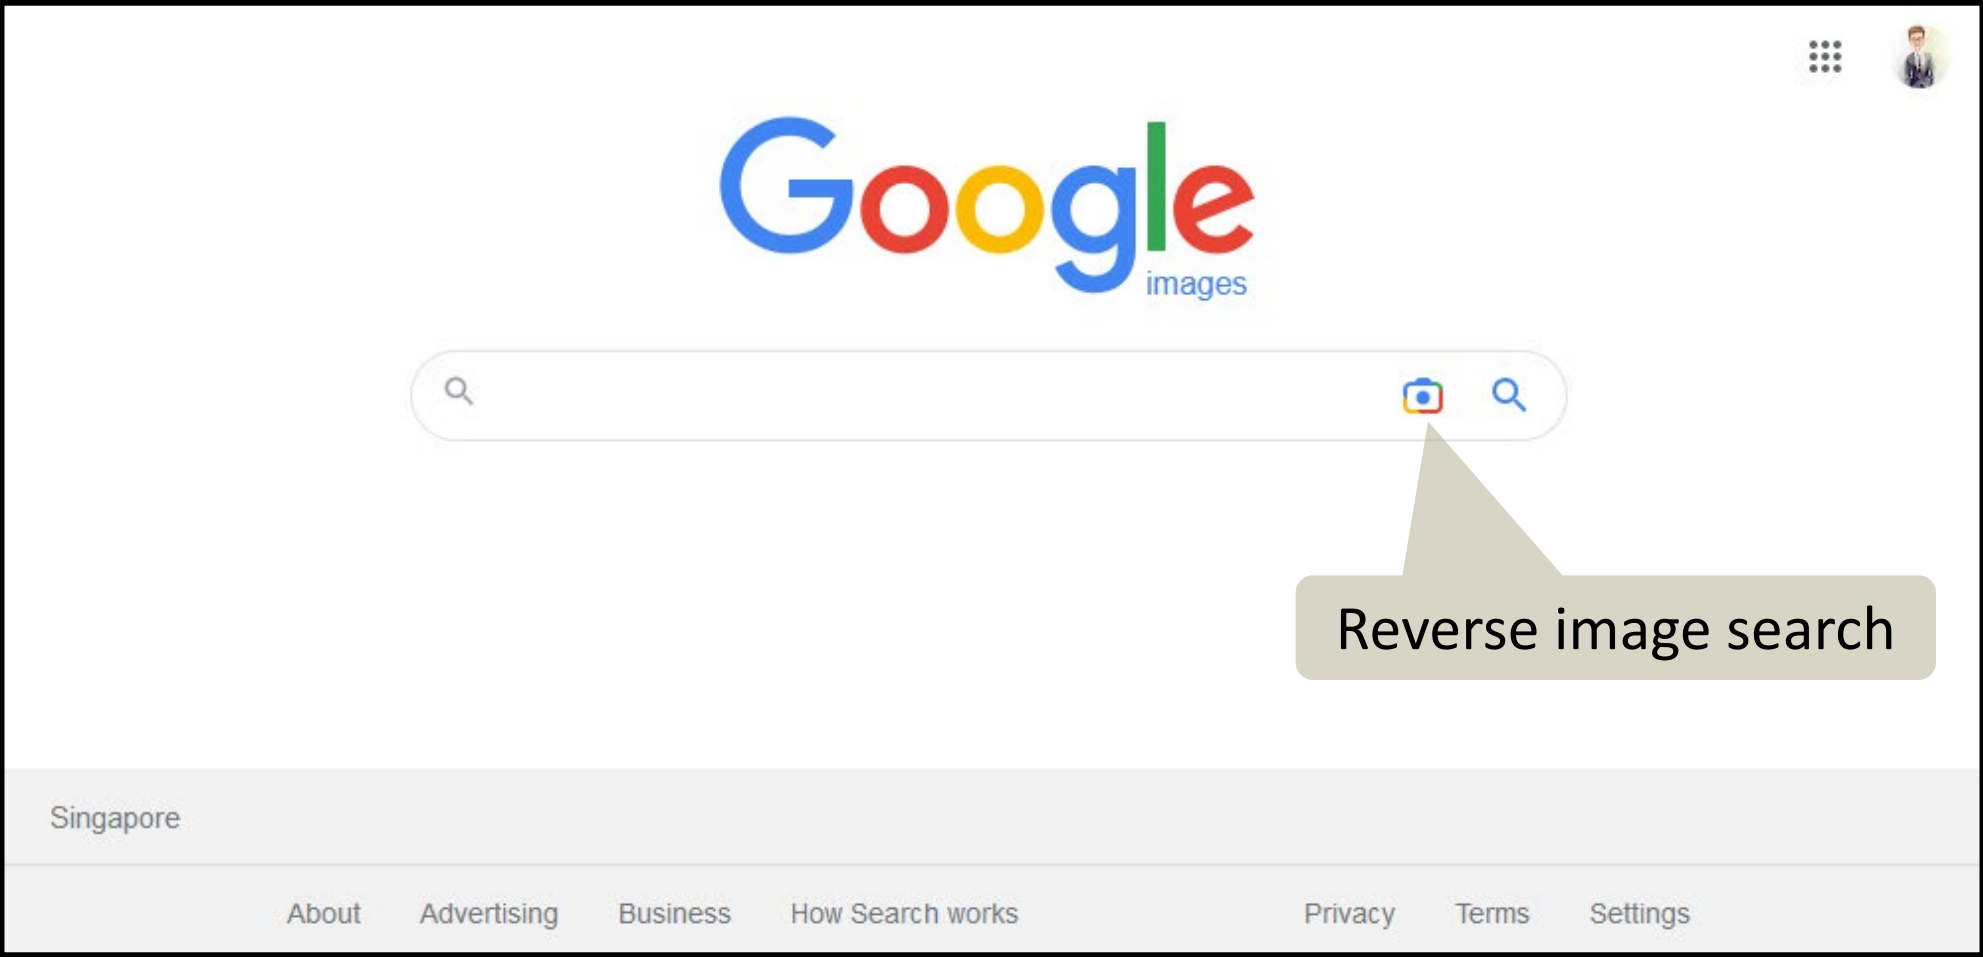 Google
images
Reverse image search
Singapore
About Advertising Business How Search works Privacy Terms Settings